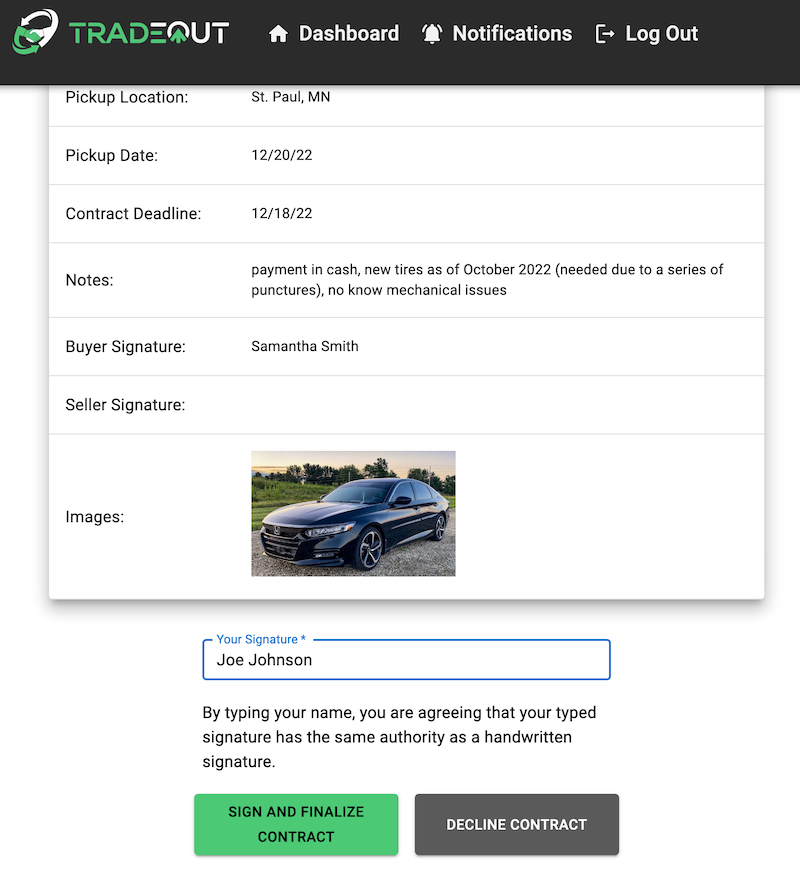 TRADEOUT Dashboard Notifications Log Out
Pickup Location: St. Paul, MN
Pickup Date: 12/20/22
Contract Deadline: 12/18/22
Notes: payment in cash, new tires as of October 2022 (needed due to a series of
punctures), no know mechanical issues
Buyer Signature: Samantha Smith
Seller Signature:
Images:
Your Signature *
Joe Johnson
By typing your name, you are agreeing that your typed
signature has the same authority as a handwritten
signature.
SIGN AND FINALIZE
CONTRACT
DECLINE CONTRACT